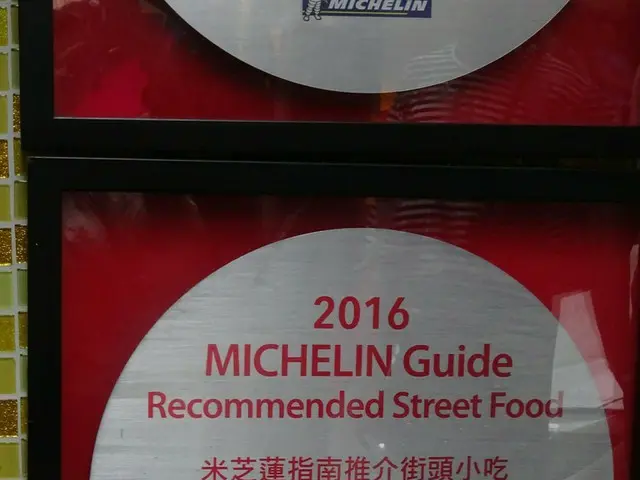 MICHELIN
2016
MICHELIN Guide
Recommended Street Food
米芝蓮指南推介街頭小吃